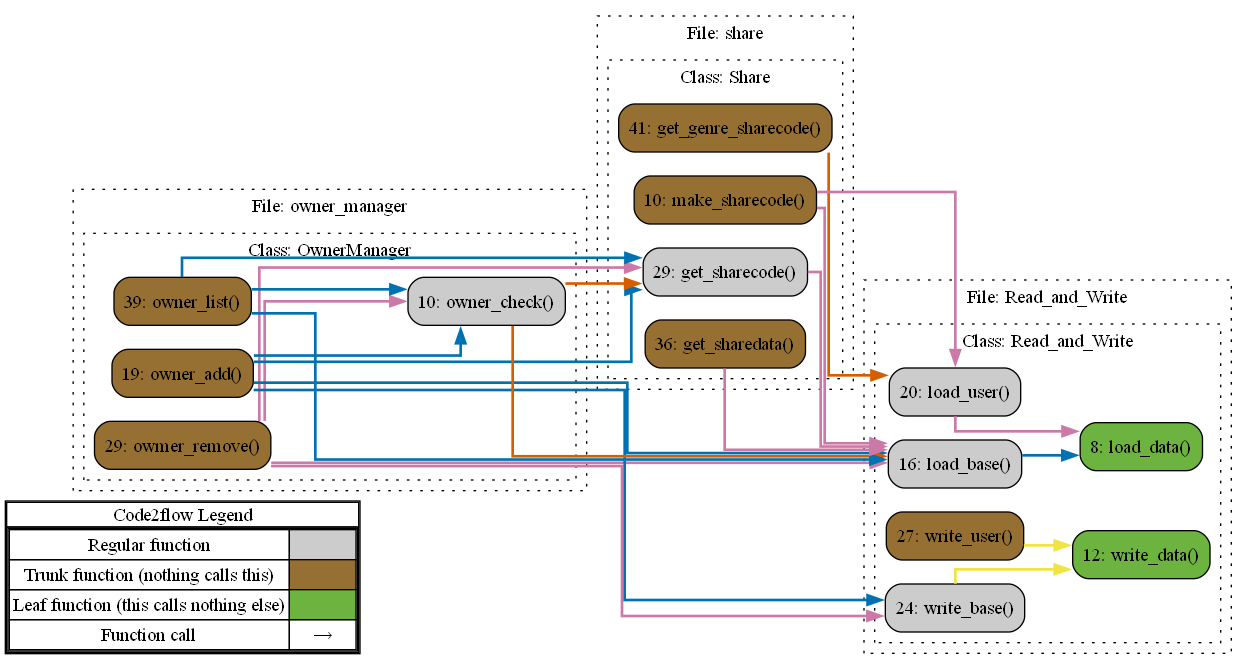 File: share
Class: Share
41: get_genre_sharecode()
10: make_sharecode()
29: get_sharecode()
36: get_sharedata()
File: owner_manager
Class: OwnerManager
39: owner_list()
10: owner_check()
19: owner_add()
29: owner_remove()
File: Read_and_Write
Class: Read_and_Write
20: load_user()
8: load_data()
16: load_base()
27: write_user()
12: write_data()
24: write_base()
Code2flow Legend
Regular function
Trunk function (nothing calls this)
Leaf function (this calls nothing else)
Function call →